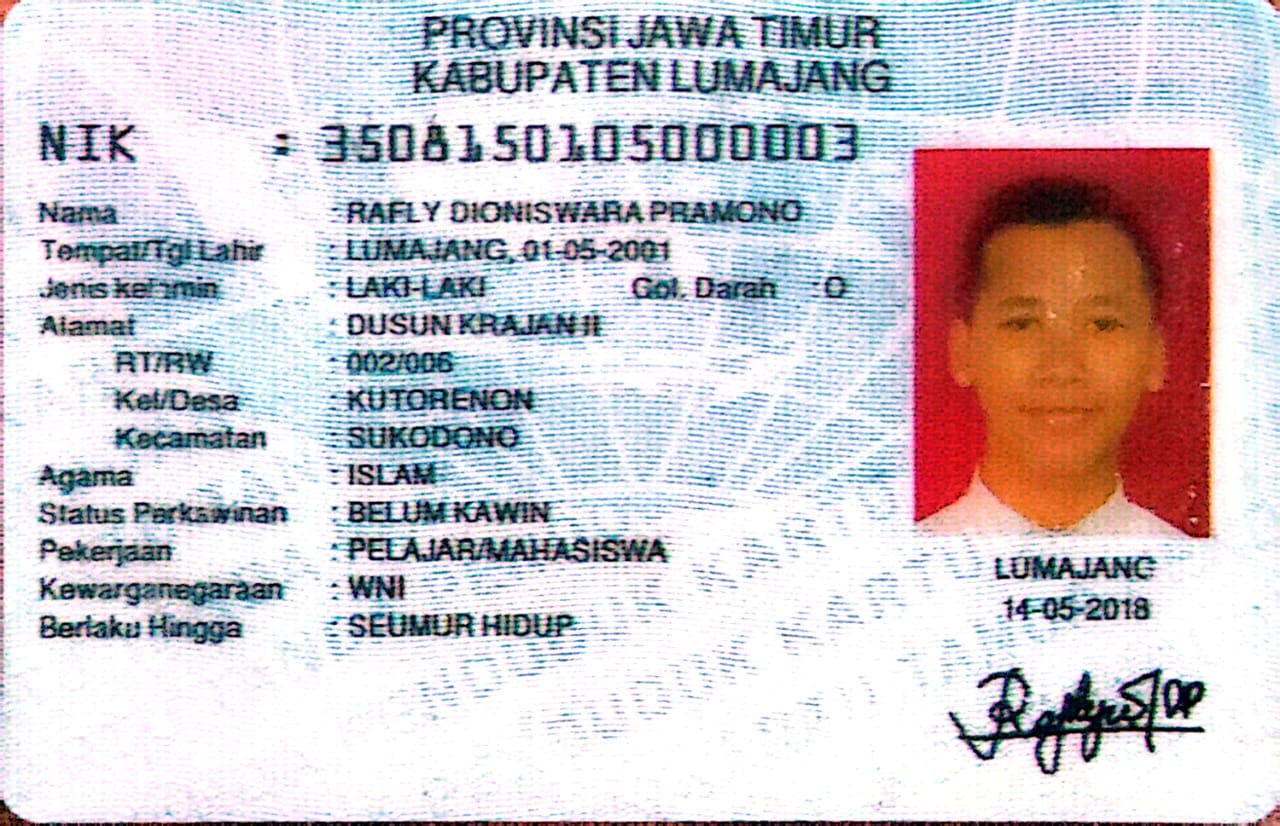 PROVINSI JAWA TIMUR
KABUPATEN LUMAJANG
NIK : 3508150105000003
Nama : RAFLY DIONISWARA PRAMONO
Tempat/Tgl Lahir : LUMAJANG, 01-05-2001
Jenis kelamin : LAKI-LAKI Gol. Darah : O
Alamat : DUSUN KRAJAN II
RT/RW : 002/006
Kel/Desa : KUTORENON
Kecamatan : SUKODONO
Agama : ISLAM
Status Perkawinan : BELUM KAWIN
Pekerjaan : PELAJAR/MAHASISWA
Kewarganegaraan : WNI
Berlaku Hingga : SEUMUR HIDUP
LUMAJANG
14-05-2018